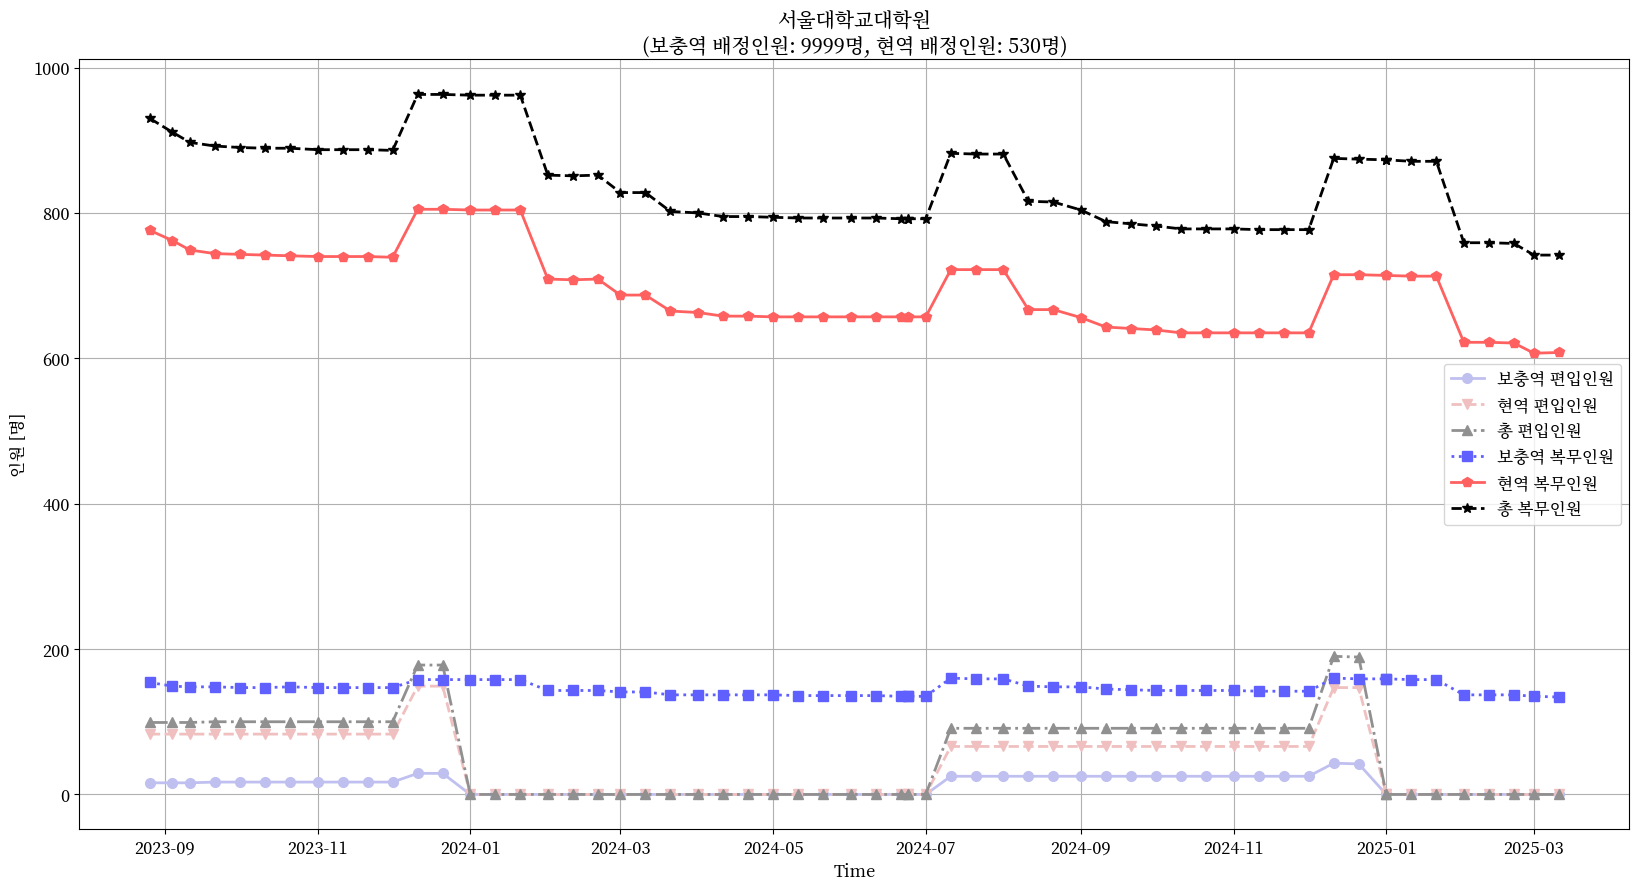 서울대학교대학원
(보충역 배정인원: 9999명, 현역 배정인원: 530명)
1000
800
600
400
200
0
인원 [명]
보충역 편입인원
현역 편입인원
총 편입인원
보충역 복무인원
현역 복무인원
총 복무인원
2023-09
2023-11
2024-01
2024-03
2024-05
2024-07
2024-09
2024-11
2025-01
2025-03
Time